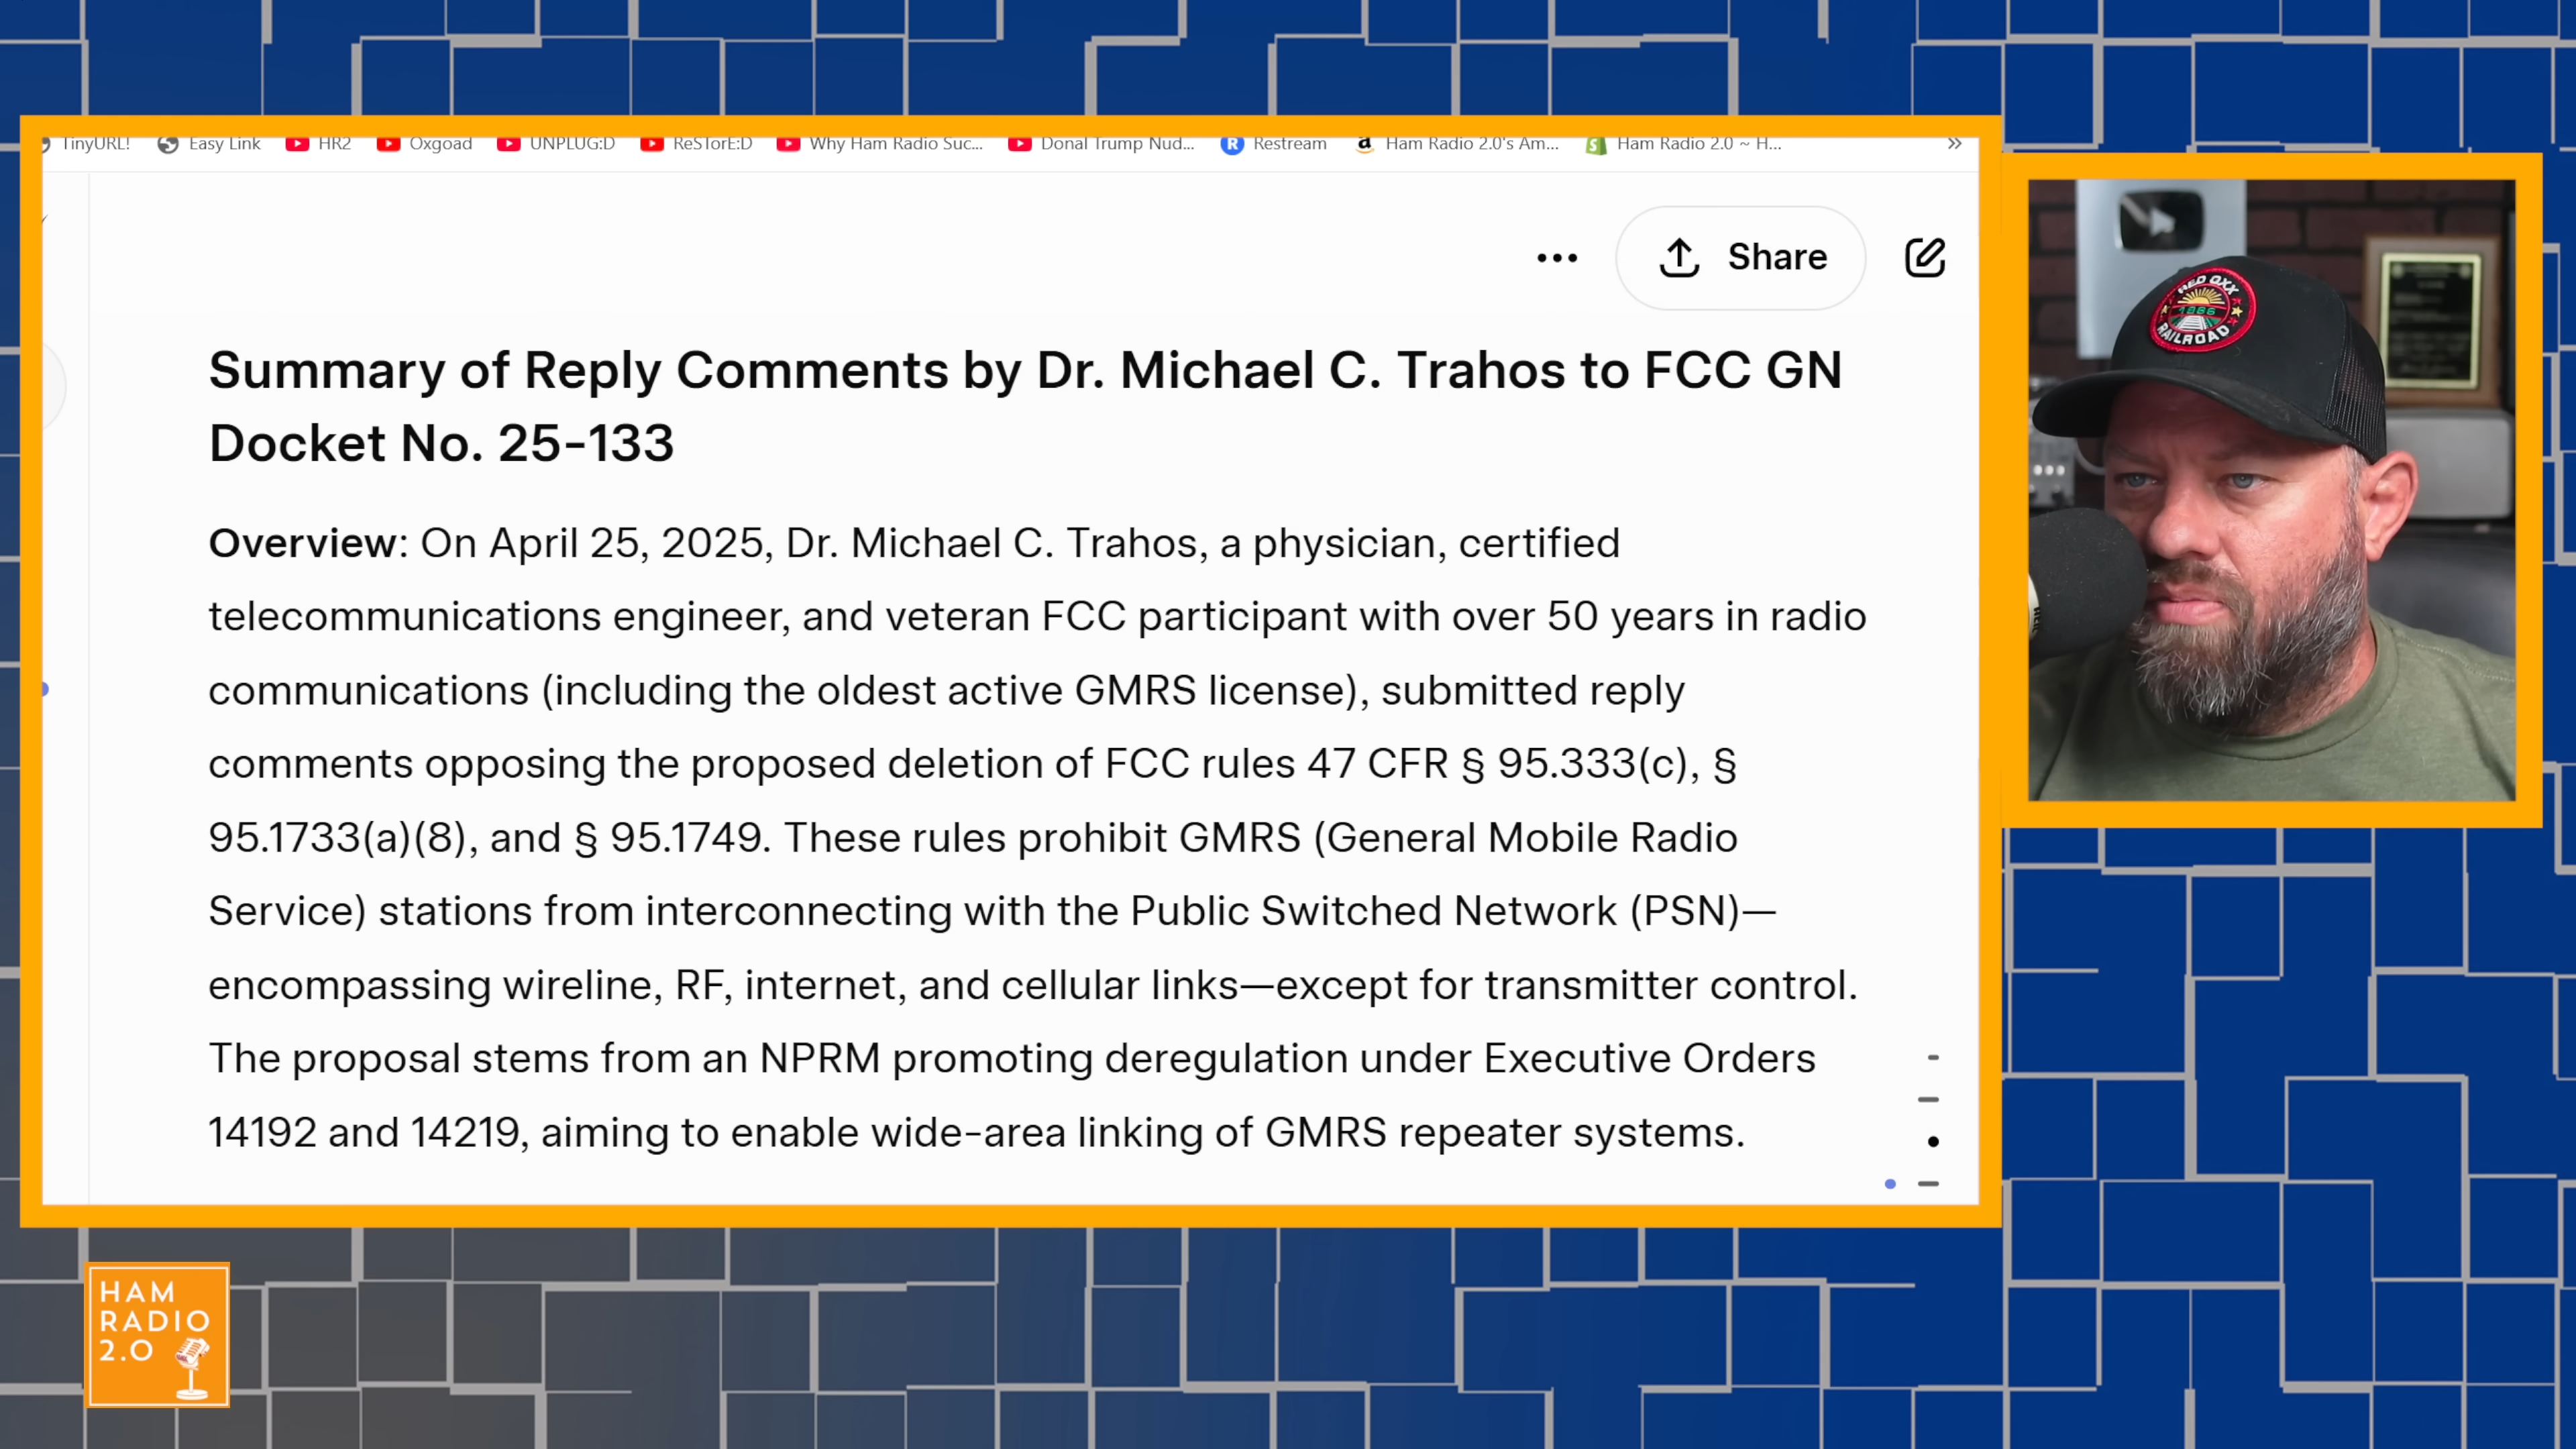 TinyURL! Easy Link HR2 Oxgoad UNPLUG:D ReSTorE:D Why Ham Radio Suc... Donal Trump Nud... Restream Ham Radio 2.0's Am... Ham Radio 2.0 ~ H... »
Share
Summary of Reply Comments by Dr. Michael C. Trahos to FCC GN
Docket No. 25-133
Overview: On April 25, 2025, Dr. Michael C. Trahos, a physician, certified
telecommunications engineer, and veteran FCC participant with over 50 years in radio
communications (including the oldest active GMRS license), submitted reply
comments opposing the proposed deletion of FCC rules 47 CFR § 95.333(c), §
95.1733(a)(8), and § 95.1749. These rules prohibit GMRS (General Mobile Radio
Service) stations from interconnecting with the Public Switched Network (PSN)—
encompassing wireline, RF, internet, and cellular links—except for transmitter control.
The proposal stems from an NPRM promoting deregulation under Executive Orders
14192 and 14219, aiming to enable wide-area linking of GMRS repeater systems.
RED OXX
1886
RAILROAD
HAM
RADIO
2.0